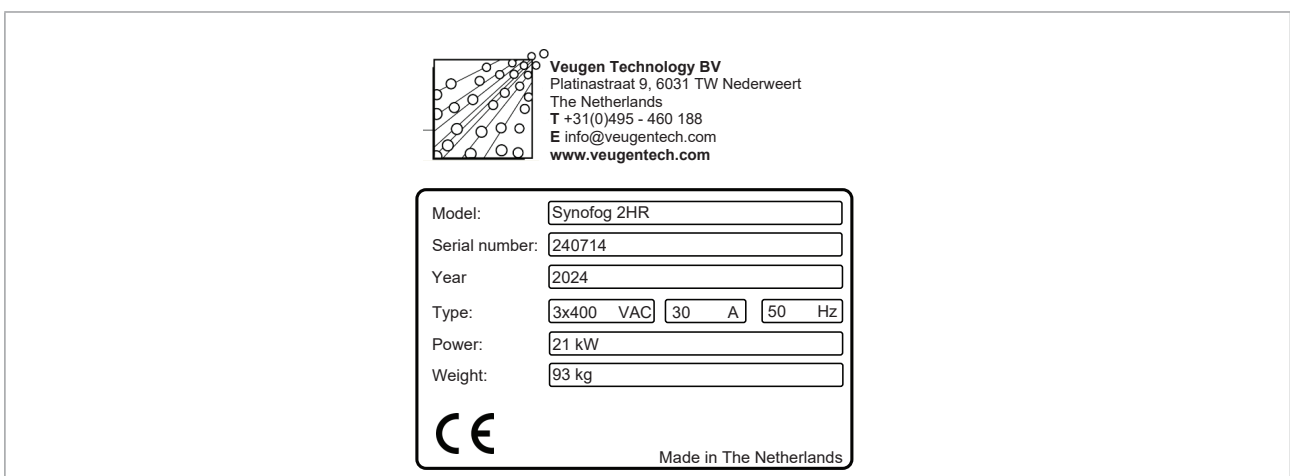 Veugen Technology BV
Platinastraat 9, 6031 TW Nederweert
The Netherlands
T +31(0)495 - 460 188
E info@veugentech.com
www.veugentech.com
Model: Synofog 2HR
Serial number: 240714
Year 2024
Type: 3x400 VAC 30 A 50 Hz
Power: 21 kW
Weight: 93 kg
CE
Made in The Netherlands